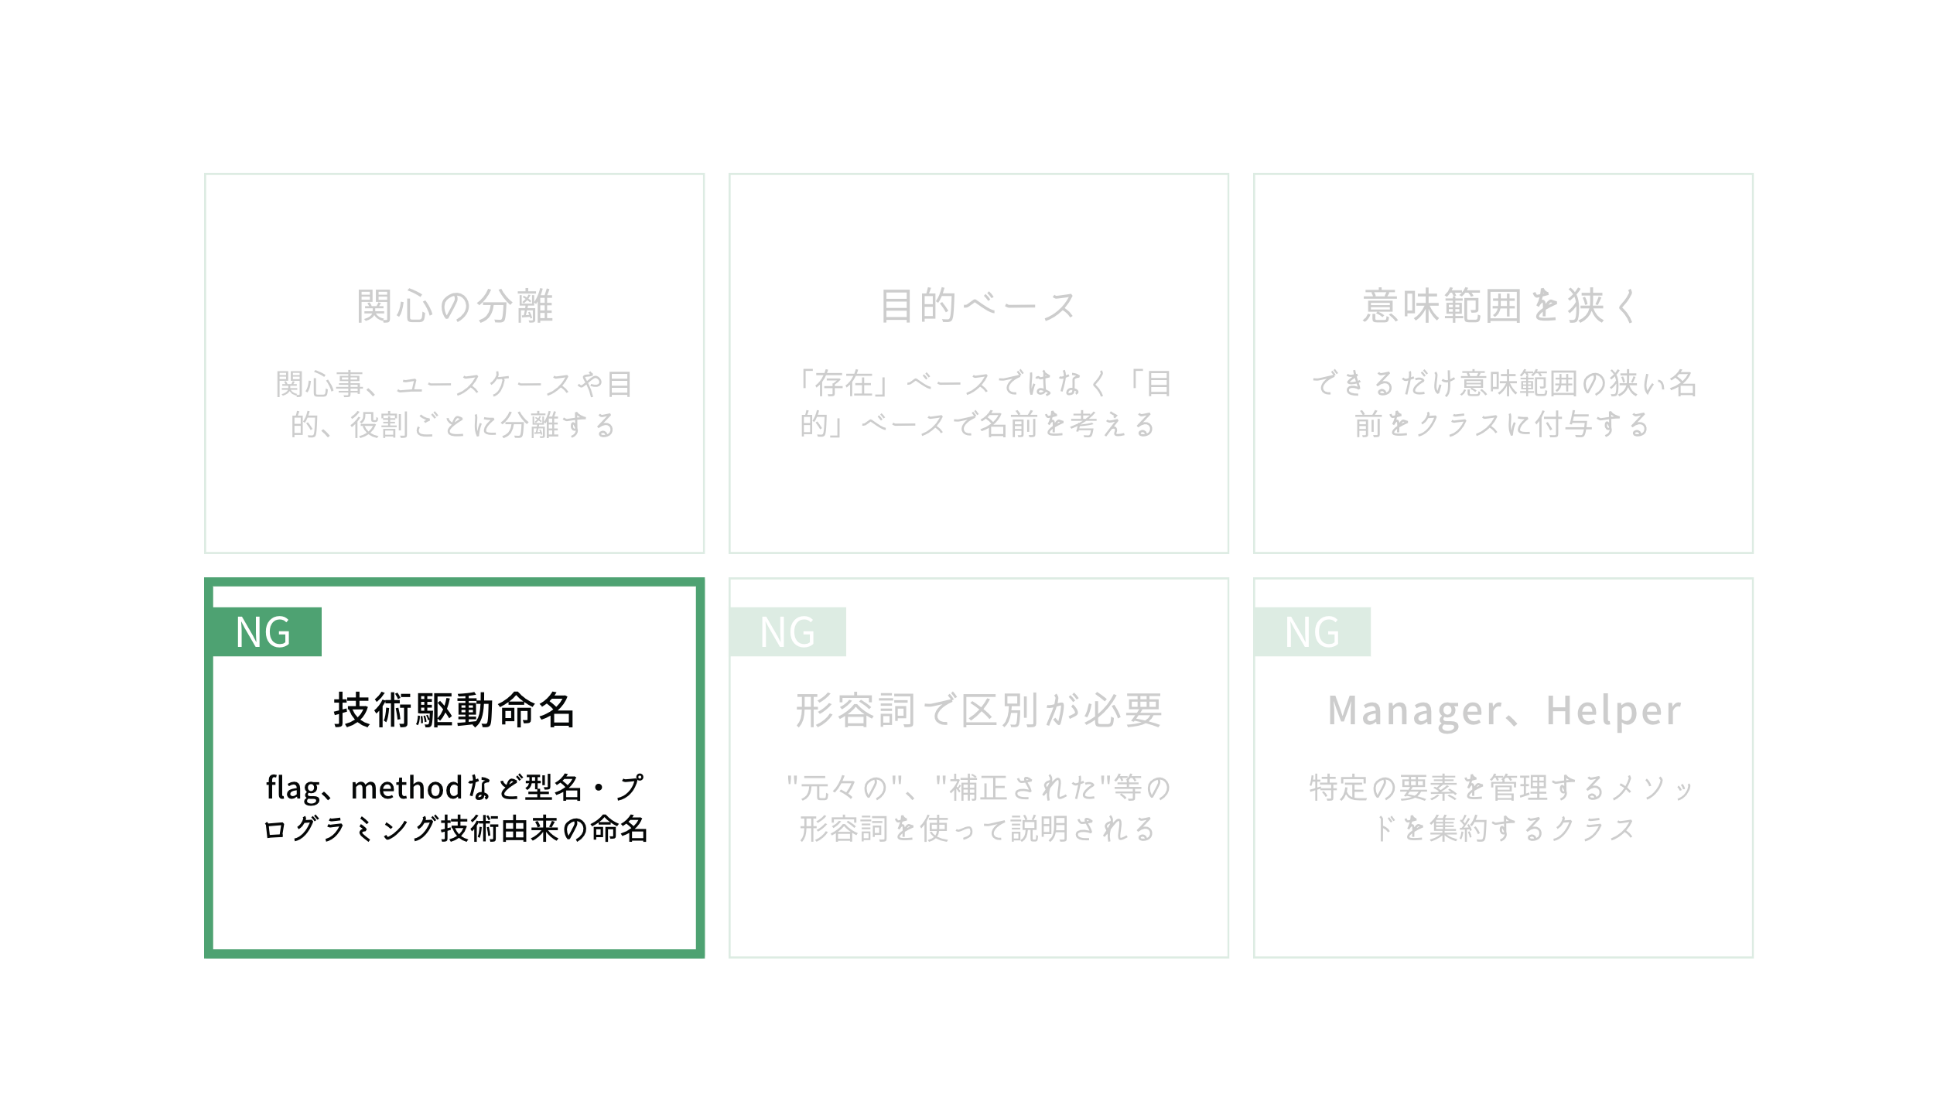 関心の分離
関心事、ユースケースや目
的、役割ごとに分離する
目的ベース
「存在」ベースではなく「目
的」ベースで名前を考える
意味範囲を狭く
できるだけ意味範囲の狭い名
前をクラスに付与する
NG
技術駆動命名
flag、methodなど型名・プ
ログラミング技術由来の命名
NG
形容詞で区別が必要
"元々の"、"補正された"等の
形容詞を使って説明される
NG
Manager、Helper
特定の要素を管理するメソッ
ドを集約するクラス